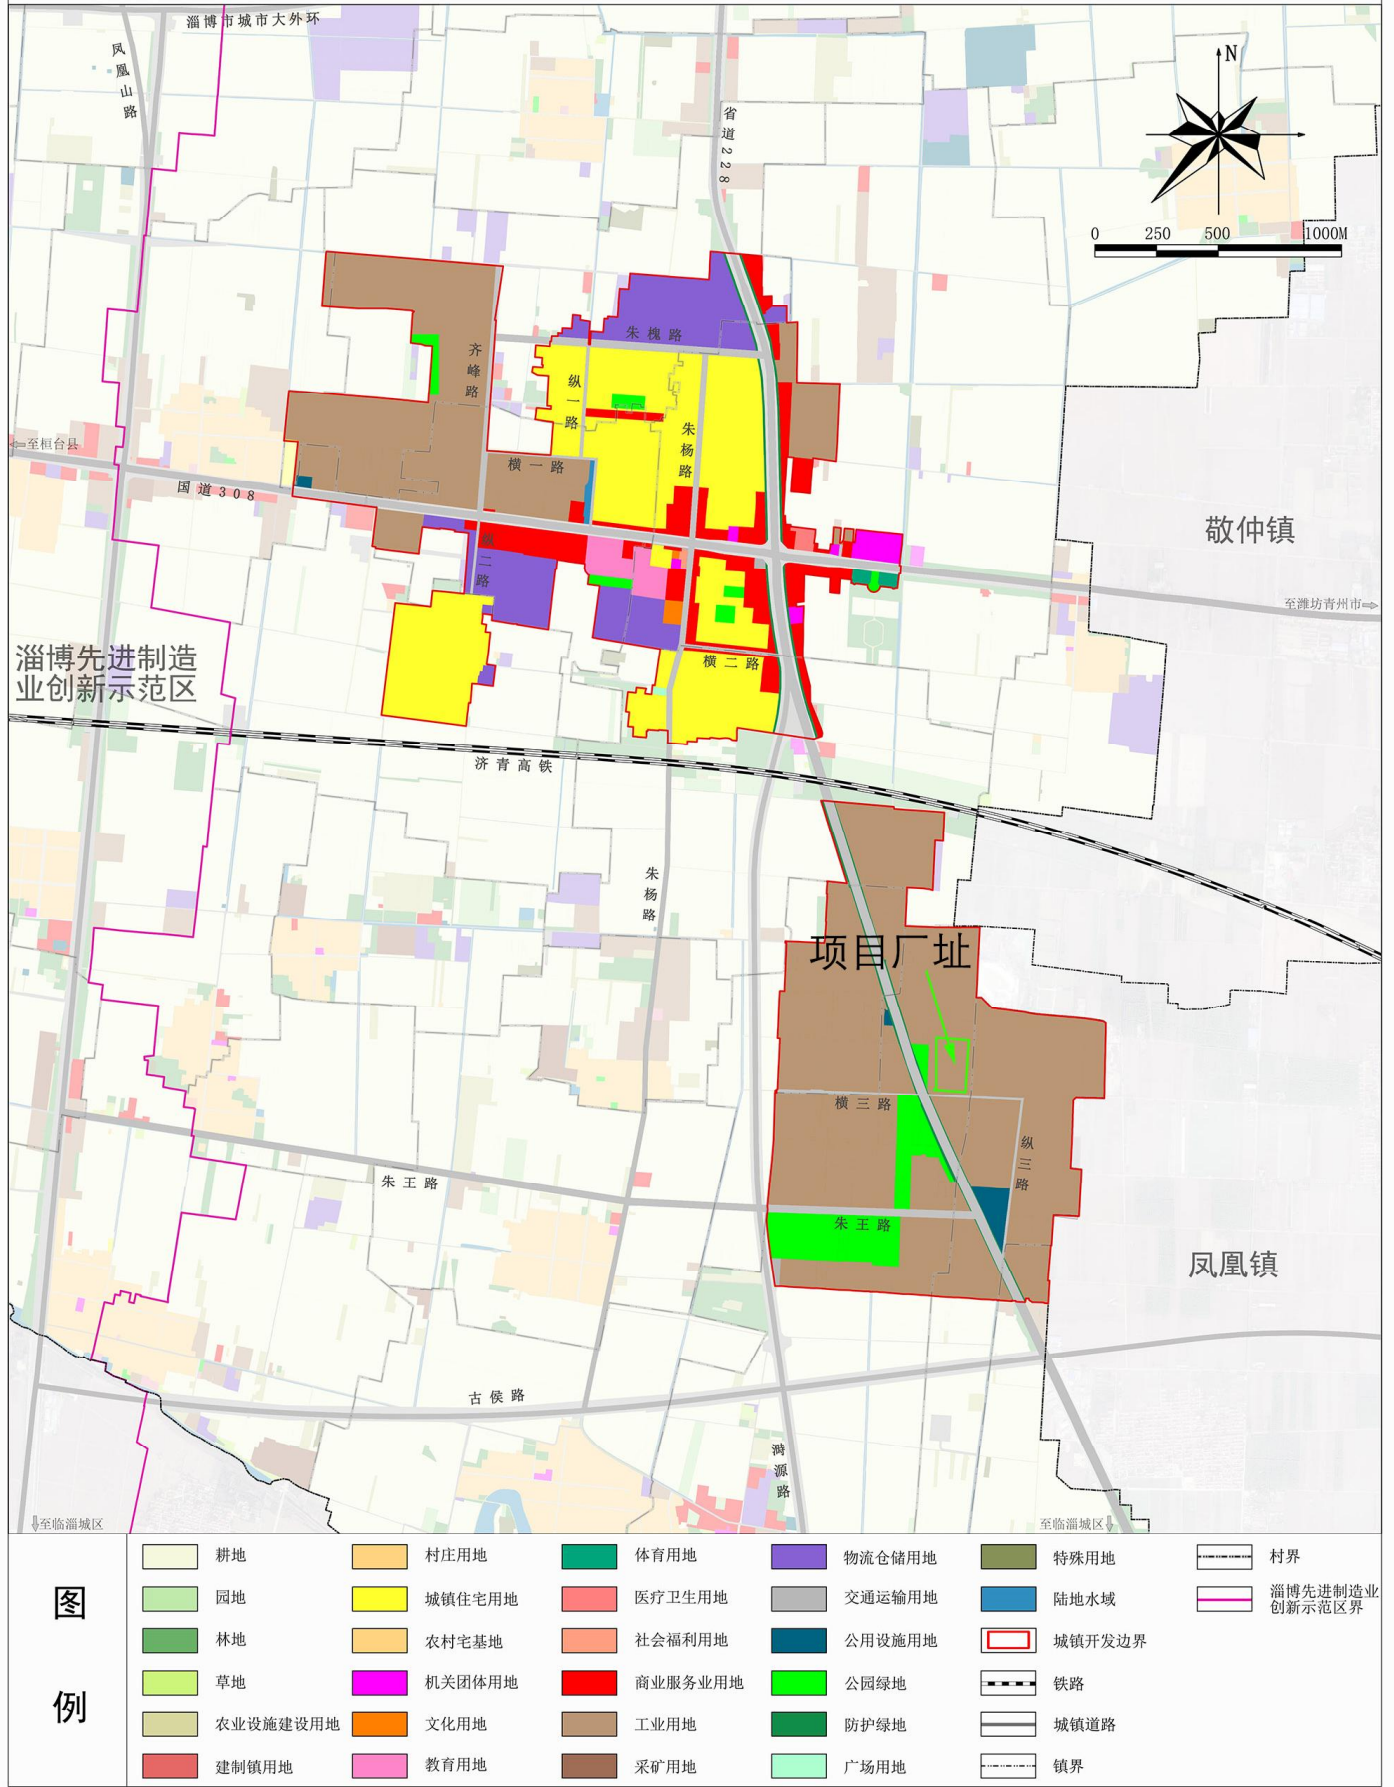 淄博市城市大外环
凤凰山路
省道228
N
0 250 500 1000M
朱槐路
齐峰路
纵一路
朱杨路
至桓台县
横一路
国道308
敬仲镇
纵二路
至潍坊青州市
淄博先进制造
业创新示范区
横二路
济青高铁
朱杨路
项目厂址
横三路
纵三路
朱王路
朱王路
凤凰镇
古侯路
淄源路
至临淄城区
至临淄城区
图例
耕地
园地
林地
草地
农业设施建设用地
建制镇用地
村庄用地
城镇住宅用地
农村宅基地
机关团体用地
文化用地
教育用地
体育用地
医疗卫生用地
社会福利用地
商业服务业用地
工业用地
采矿用地
物流仓储用地
交通运输用地
公用设施用地
公园绿地
防护绿地
广场用地
特殊用地
陆地水域
城镇开发边界
铁路
城镇道路
镇界
村界
淄博先进制造业
创新示范区界